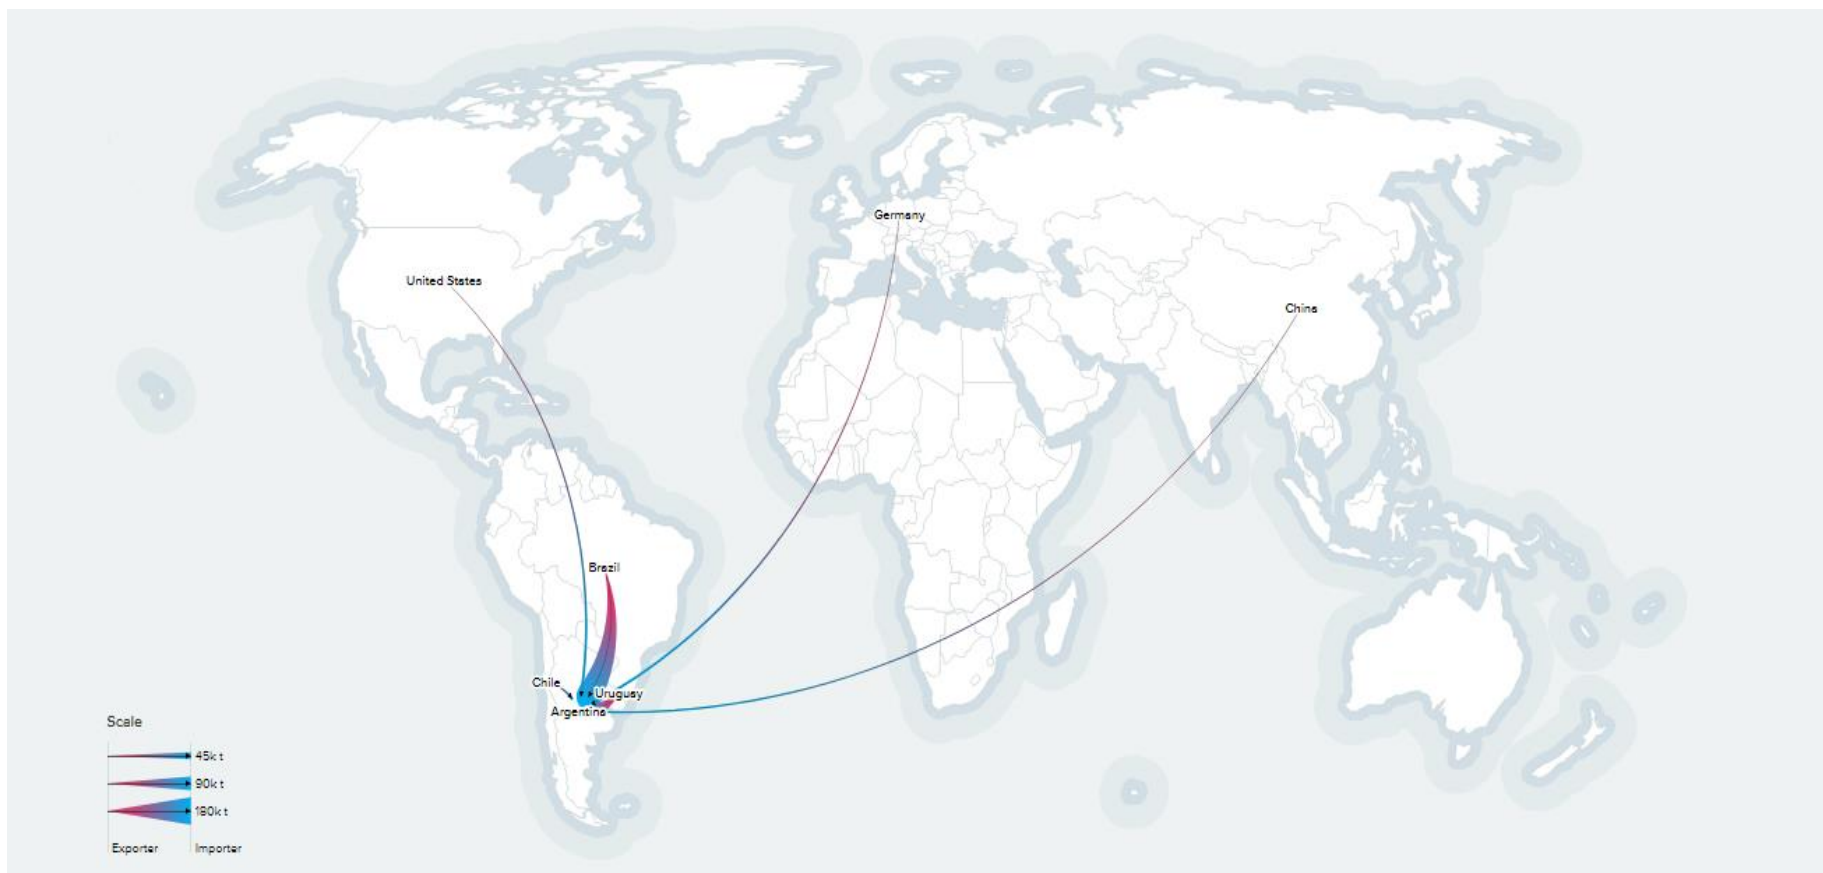 Germany
United States
China
Brazil
Chile
Uruguay
Argentina
Scale
45k t
90k t
180k t
Exporter
Importer